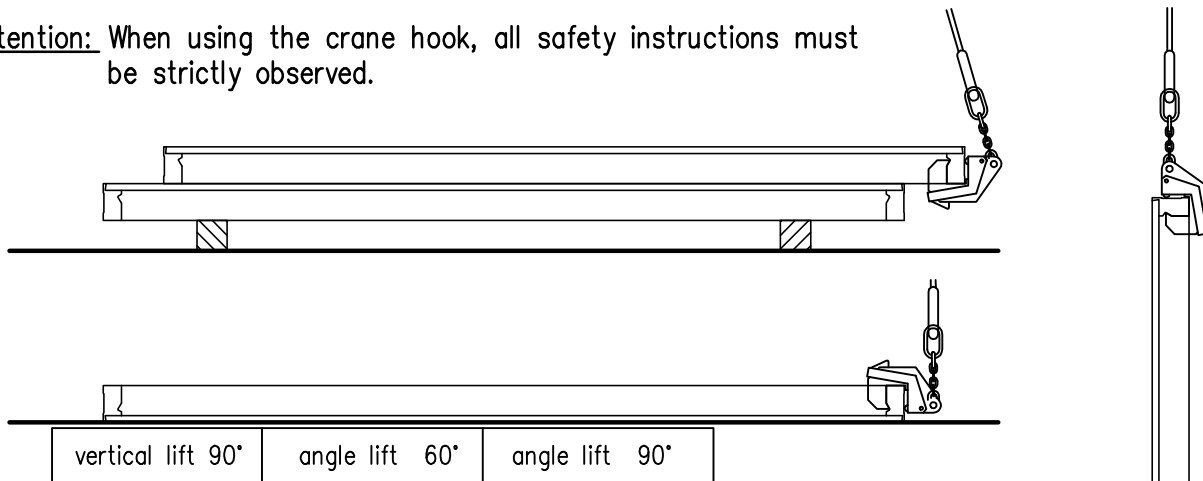 tention: When using the crane hook, all safety instructions must
be strictly observed.
vertical lift 90°
angle lift 60°
angle lift 90°